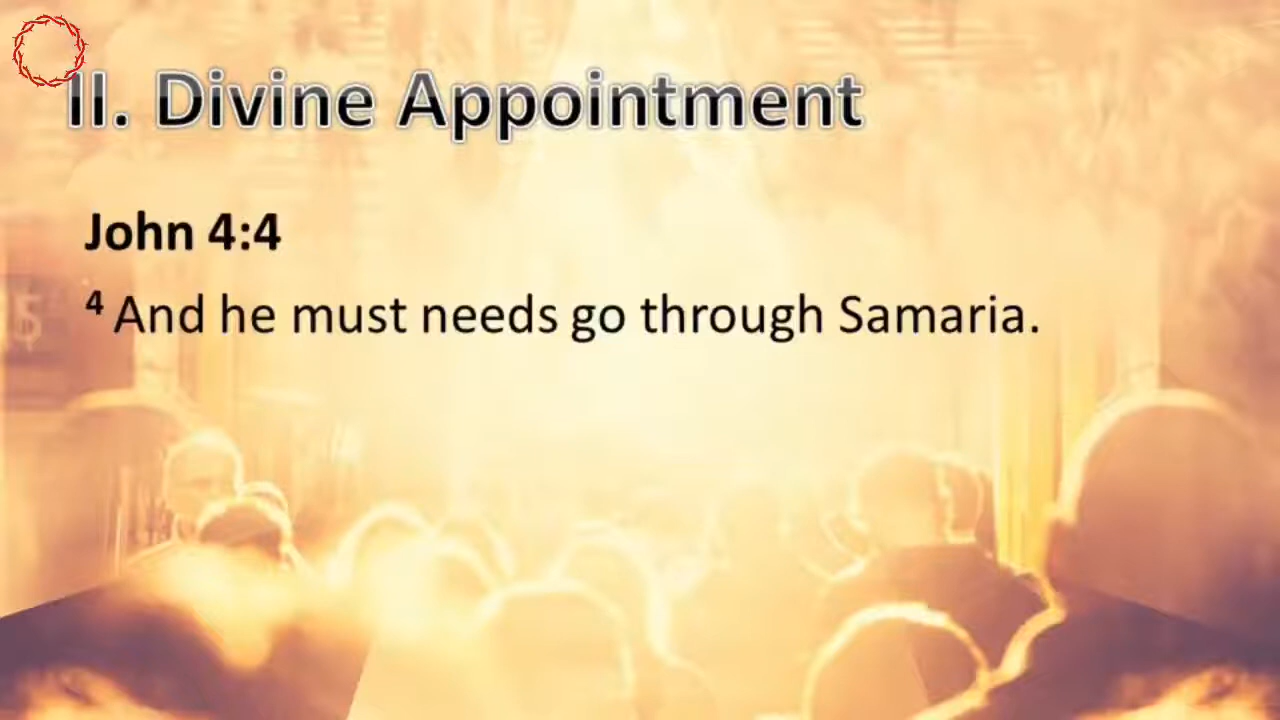 II. Divine Appointment
John 4:4
4 And he must needs go through Samaria.